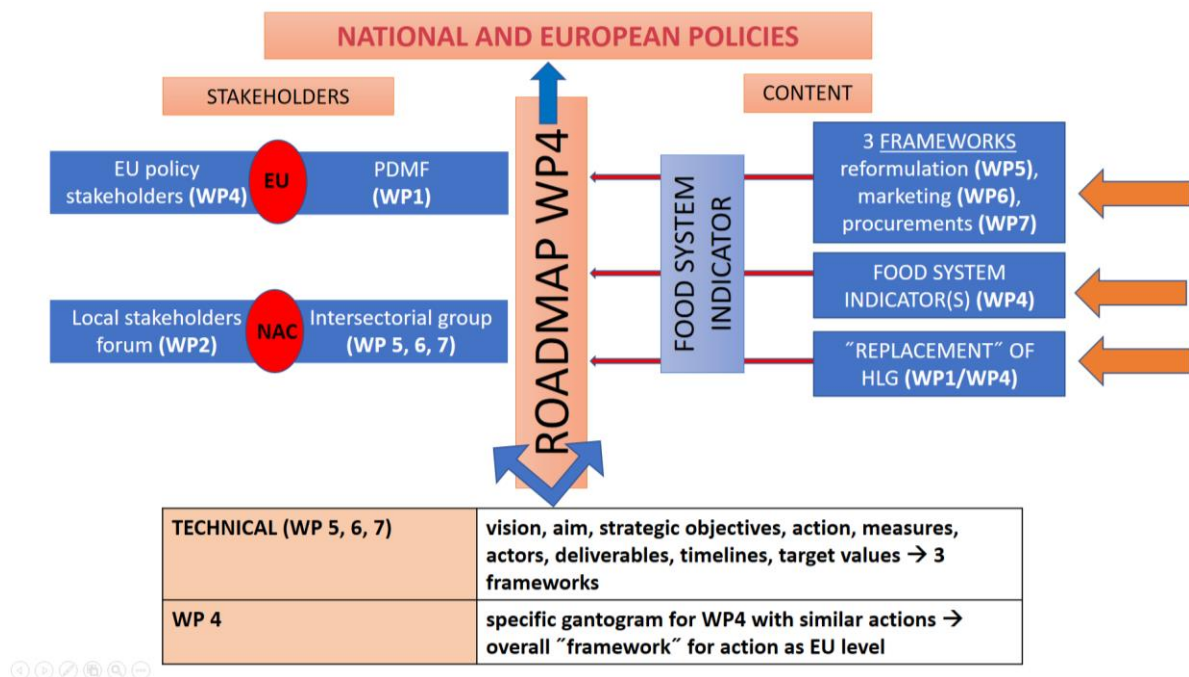 NATIONAL AND EUROPEAN POLICIES
STAKEHOLDERS
CONTENT
EU policy
stakeholders (WP4)
EU
PDMF
(WP1)
Local stakeholders
forum (WP2)
NAC
Intersectorial group
(WP 5, 6, 7)
ROADMAP WP4
FOOD SYSTEM
INDICATOR
3 FRAMEWORKS
reformulation (WP5),
marketing (WP6),
procurements (WP7)
FOOD SYSTEM
INDICATOR(S) (WP4)
˝REPLACEMENT˝ OF
HLG (WP1/WP4)
TECHNICAL (WP 5, 6, 7)
vision, aim, strategic objectives, action, measures,
actors, deliverables, timelines, target values → 3
frameworks
WP 4
specific gantogram for WP4 with similar actions →
overall ˝framework˝ for action as EU level